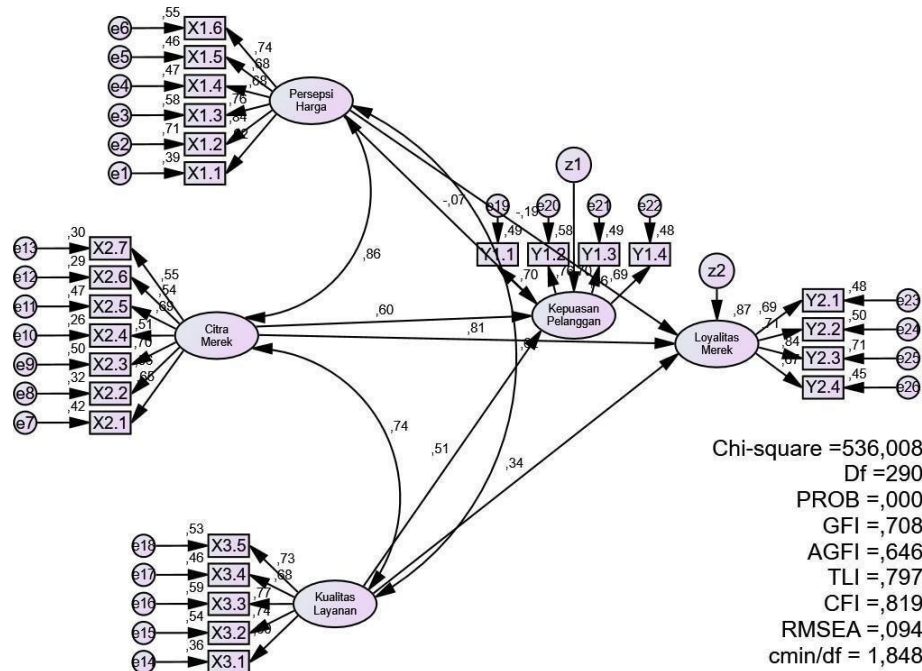 ,55
e6 X1.6
,46
e5 X1.5
,47
e4 X1.4
,58
e3 X1.3
,71
e2 X1.2
,39
e1 X1.1
,74
,68
,68
,76
,84
Persepsi
Harga
,30
e13 X2.7
,29
e12 X2.6
,47
e11 X2.5
,26
e10 X2.4
,50
e9 X2.3
,32
e8 X2.2
,42
e7 X2.1
,55
,54
,69
,51
,70
,65
Citra
Merek
,86
,74
,60
,81
-,07
-,19
,51
,34
z1
e19 e20 e21 e22
,49 ,58 ,49 ,48
Y1.1 Y1.2 Y1.3 Y1.4
,70 ,76 ,70 ,69
Kepuasan
Pelanggan
z2
,87
Loyalitas
Merek
,69
,71
,84
,67
,48
Y2.1 e23
,50
Y2.2 e24
,71
Y2.3 e25
,45
Y2.4 e26
,53
e18 X3.5
,46
e17 X3.4
,59
e16 X3.3
,54
e15 X3.2
,36
e14 X3.1
,73
,68
,77
,74
Kualitas
Layanan
Chi-square =536,008
Df =290
PROB =,000
GFI =,708
AGFI =,646
TLI =,797
CFI =,819
RMSEA =,094
cmin/df = 1,848